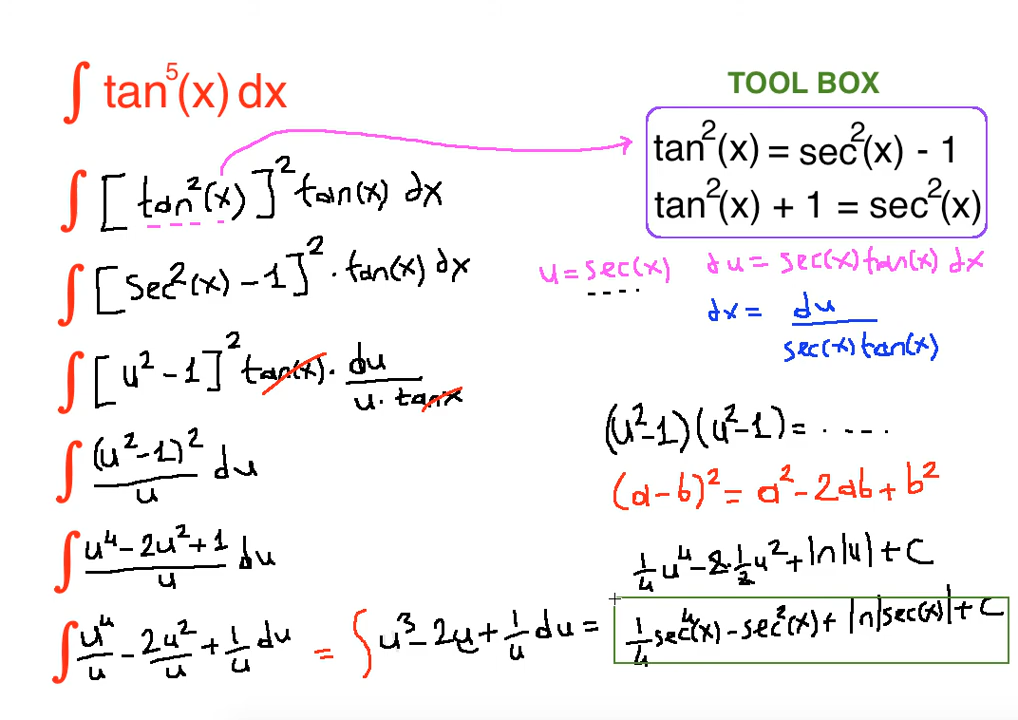 ∫ tan⁵(x) dx
TOOL BOX
tan²(x) = sec²(x) - 1
tan²(x) + 1 = sec²(x)
∫ [tan²(x)]² tan(x) dx
∫ [sec²(x) - 1]² · tan(x) dx
u = sec(x) du = sec(x) tan(x) dx
dx = du / sec(x) tan(x)
∫ [u² - 1]² tan(x) · du / u · tanx
(u² - 1)(u² - 1) = · - - -
∫ (u² - 1)² / u du
(a - b)² = a² - 2ab + b²
∫ u⁴ - 2u² + 1 / u du
1/4 u⁴ - 2 · 1/2 u² + ln|u| + C
∫ u⁴/u - 2u²/u + 1/u du = ∫ u³ - 2u + 1/u du = 1/4 sec⁴(x) - sec²(x) + ln|sec(x)| + C